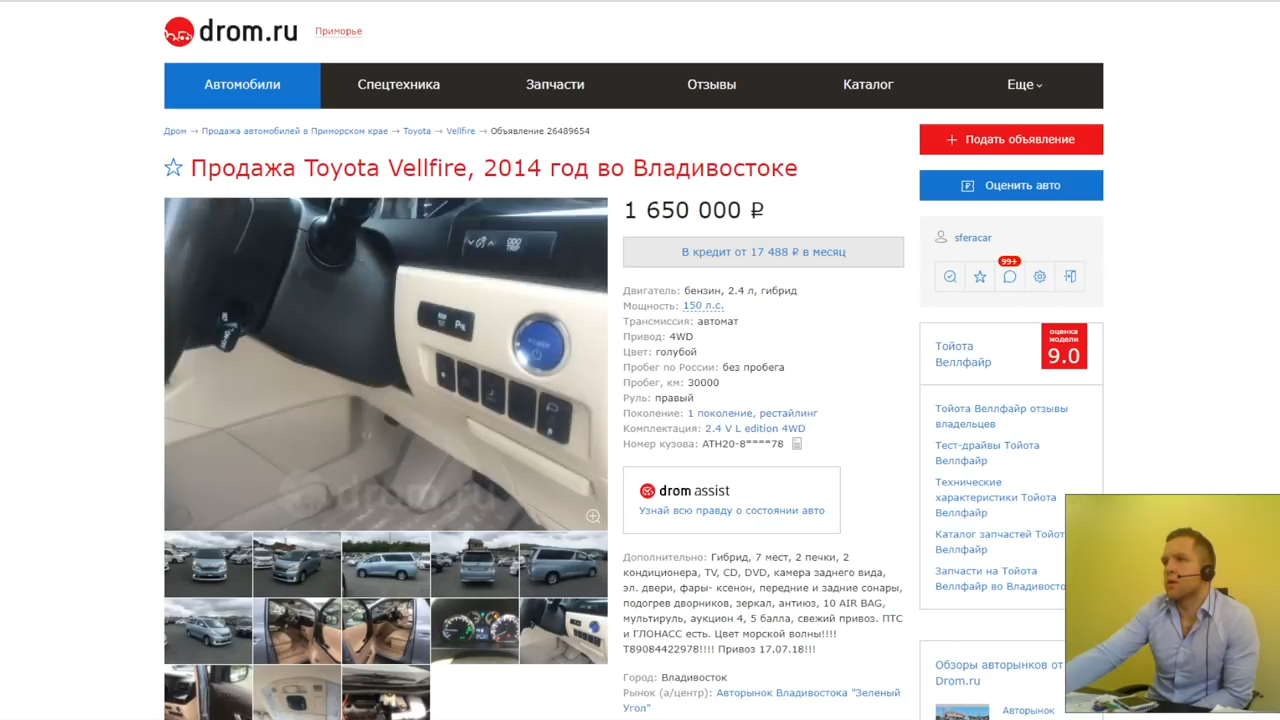 drom.ru
Приморье
Автомобили
Спецтехника
Запчасти
Отзывы
Каталог
Еще
Дром → Продажа автомобилей в Приморском крае → Toyota → Vellfire → Объявление 26489654
Подать объявление
Продажа Toyota Vellfire, 2014 год во Владивостоке
Оценить авто
1 650 000 ₽
В кредит от 17 488 ₽ в месяц
sferacar
99+
Двигатель: бензин, 2.4 л, гибрид
Мощность: 150 л.с.
Трансмиссия: автомат
Привод: 4WD
Цвет: голубой
Пробег по России: без пробега
Пробег, км: 30000
Руль: правый
Поколение: 1 поколение, рестайлинг
Комплектация: 2.4 V L edition 4WD
Номер кузова: ATH20-8****78
drom assist
Узнай всю правду о состоянии авто
Дополнительно: Гибрид, 7 мест, 2 печки, 2
кондиционера, TV, CD, DVD, камера заднего вида,
эл. двери, фары- ксенон, передние и задние сонары,
подогрев дворников, зеркал, антиюз, 10 AIR BAG,
мультируль, аукцион 4, 5 балла, свежий привоз. ПТС
и ГЛОНАСС есть. Цвет морской волны!!!!
Т89084422978!!!! Привоз 17.07.18!!!
Город: Владивосток
Рынок (а/центр): Авторынок Владивостока "Зеленый
Угол"
Тойота
Веллфайр
оценка
модели
9.0
Тойота Веллфайр отзывы
владельцев
Тест-драйвы Тойота
Веллфайр
Технические
характеристики Тойота
Веллфайр
Каталог запчастей Тойот
Веллфайр
Запчасти на Тойота
Веллфайр во Владивосто
Обзоры авторынков от
Drom.ru
Авторынок
POWER
drom.ru